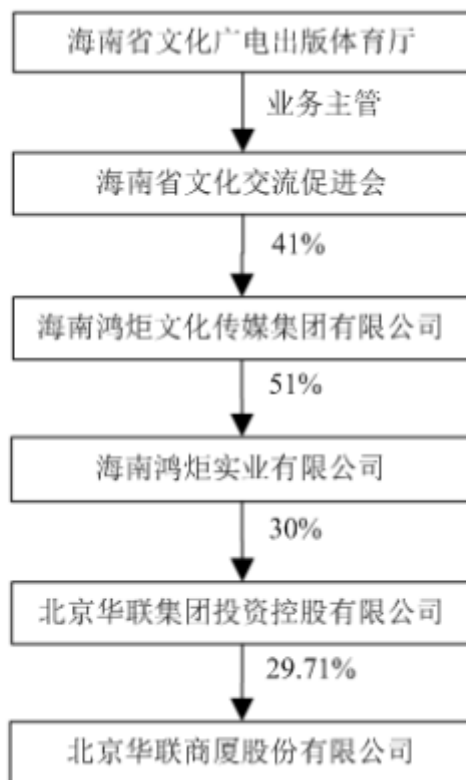 海南省文化广电出版体育厅
业务主管
海南省文化交流促进会
41%
海南鸿炬文化传媒集团有限公司
51%
海南鸿炬实业有限公司
30%
北京华联集团投资控股有限公司
29.71%
北京华联商厦股份有限公司